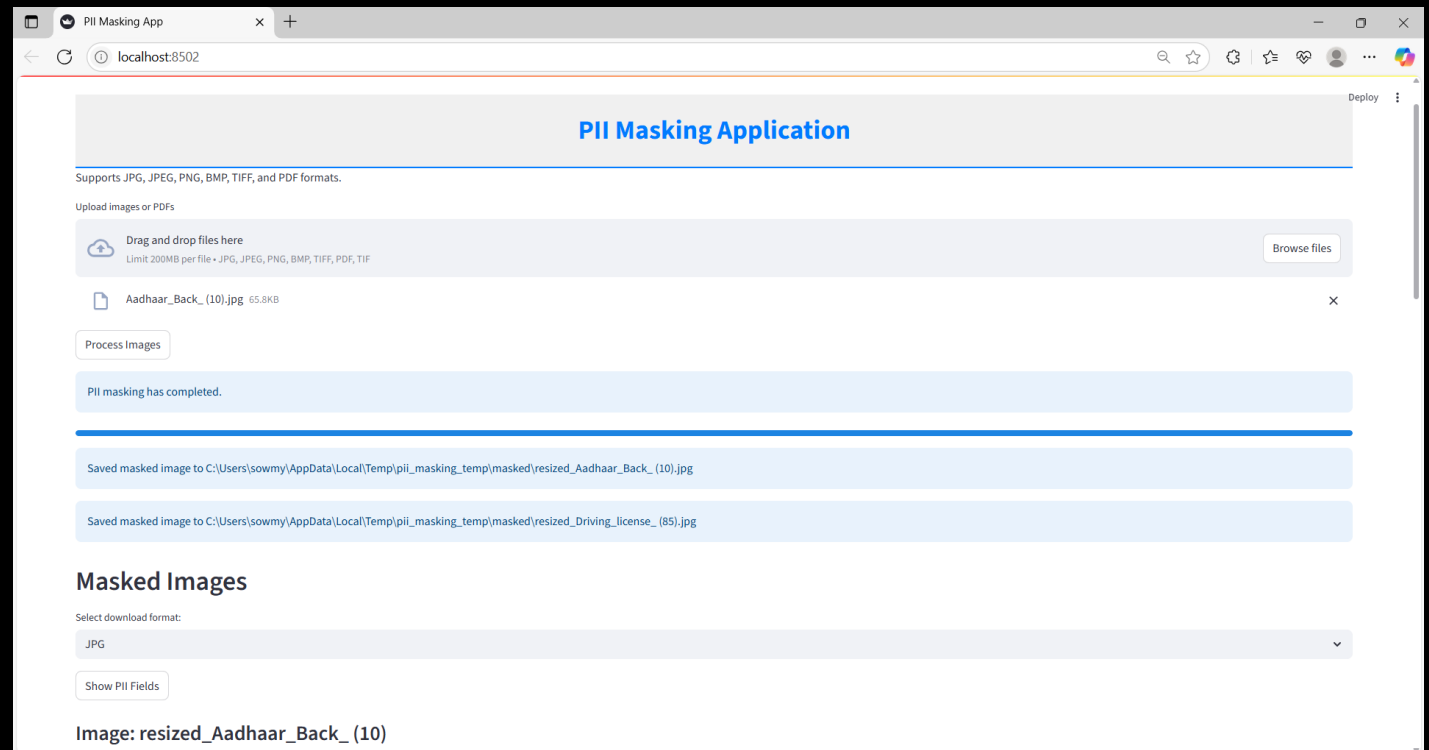 PII Masking App
localhost:8502
Deploy
PII Masking Application
Supports JPG, JPEG, PNG, BMP, TIFF, and PDF formats.
Upload images or PDFs
Drag and drop files here
Limit 200MB per file • JPG, JPEG, PNG, BMP, TIFF, PDF, TIF
Browse files
Aadhaar_Back_ (10).jpg 65.8KB
Process Images
PII masking has completed.
Saved masked image to C:\Users\sowmy\AppData\Local\Temp\pii_masking_temp\masked\resized_Aadhaar_Back_ (10).jpg
Saved masked image to C:\Users\sowmy\AppData\Local\Temp\pii_masking_temp\masked\resized_Driving_license_ (85).jpg
Masked Images
Select download format:
JPG
Show PII Fields
Image: resized_Aadhaar_Back_ (10)